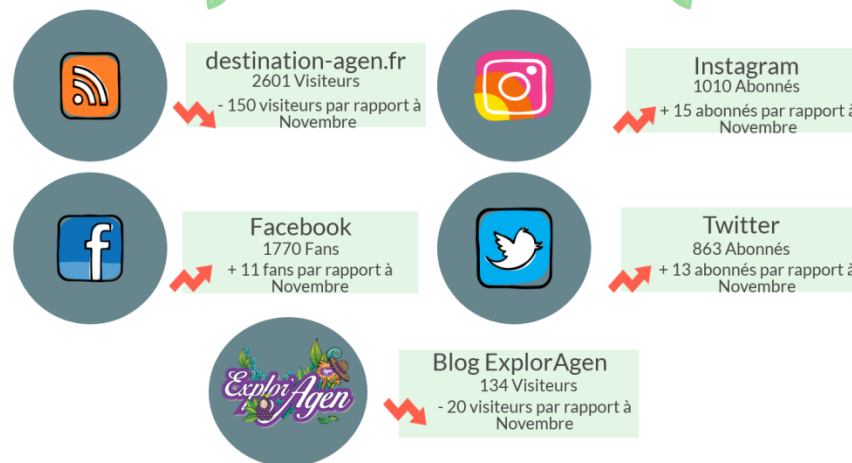 destination-agen.fr
2601 Visiteurs
- 150 visiteurs par rapport à
Novembre
Instagram
1010 Abonnés
+ 15 abonnés par rapport à
Novembre
Facebook
1770 Fans
+ 11 fans par rapport à
Novembre
Twitter
863 Abonnés
+ 13 abonnés par rapport à
Novembre
Explor'Agen
Blog ExplorAgen
134 Visiteurs
- 20 visiteurs par rapport à
Novembre